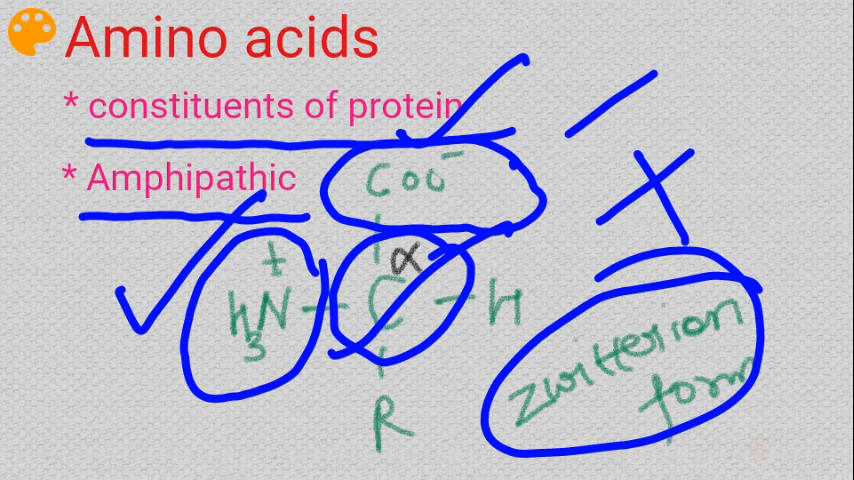 Amino acids
* constituents of protein
* Amphipathic
COO⁻
α
H₃N⁺ - C - H
R
Zwitterion
form